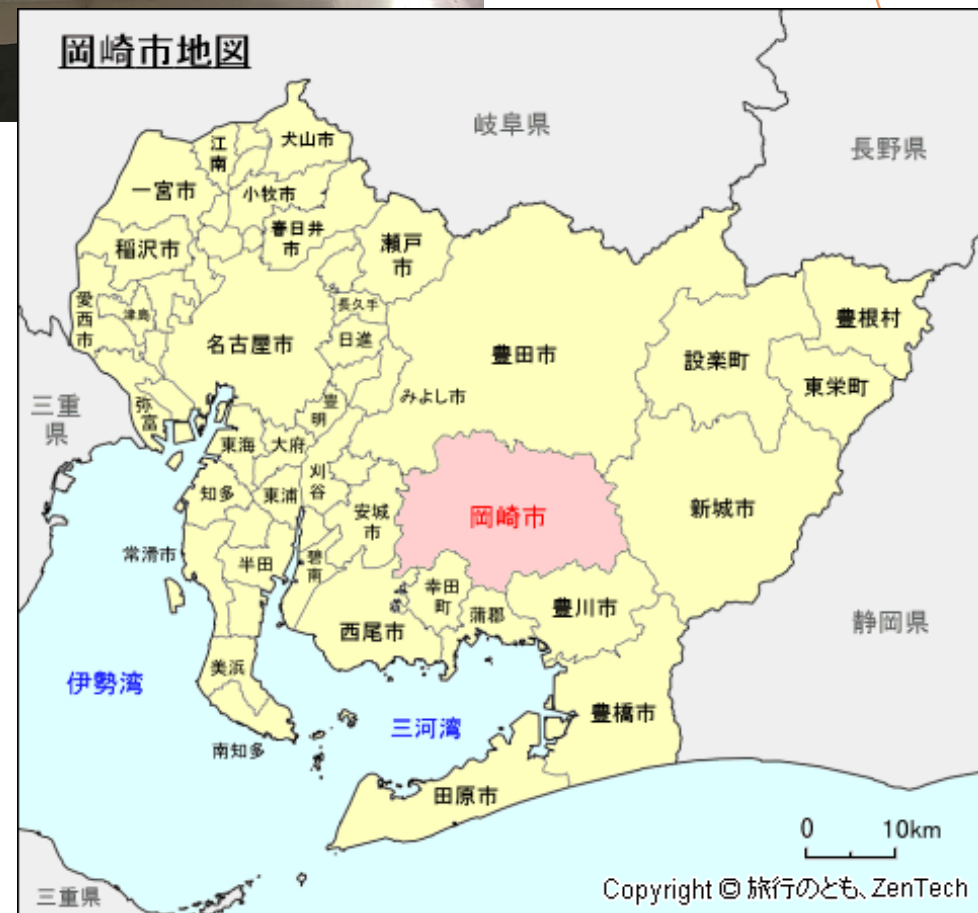 岡崎市地図
岐阜県
長野県
江
南
犬山市
一宮市
小牧市
春日井
市
瀬戸
市
稲沢市
愛
西
市
津島
長久手
日進
名古屋市
豊田市
みよし市
設楽町
豊根村
東栄町
三重
県
弥
富
豊
明
東海
大府
刈
谷
知多
東浦
安城
市
岡崎市
新城市
常滑市
半田
碧
南
幸田
町
蒲郡
豊川市
西尾市
静岡県
美浜
伊勢湾
三河湾
豊橋市
南知多
田原市
0 10km
三重県
Copyright © 旅行のとも、ZenTech